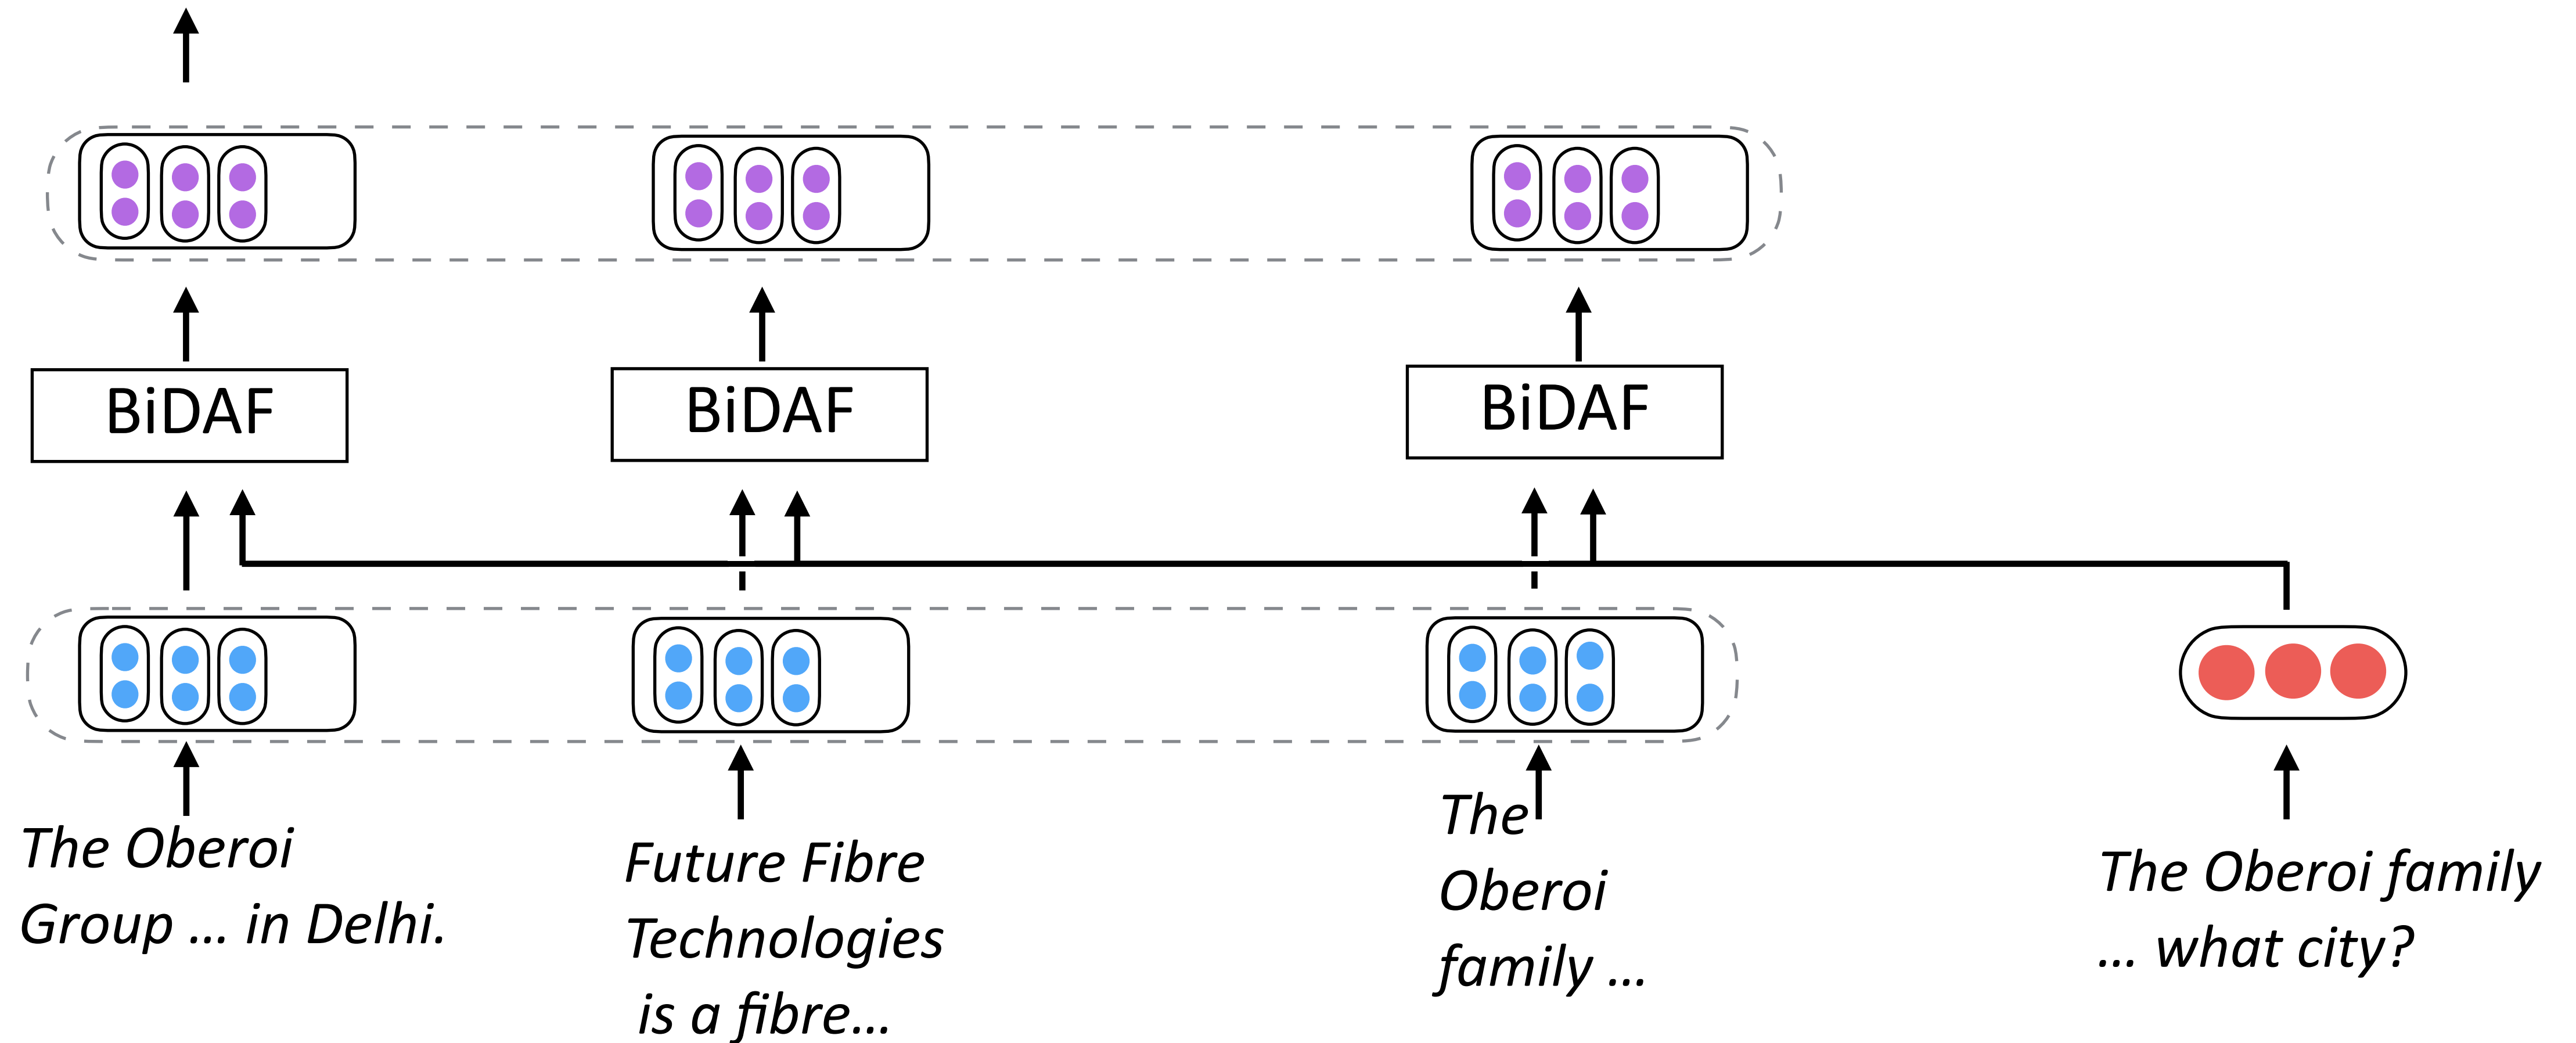 BiDAF
BiDAF
BiDAF
The Oberoi
Group ... in Delhi.
Future Fibre
Technologies
is a fibre...
The
Oberoi
family ...
The Oberoi family
... what city?